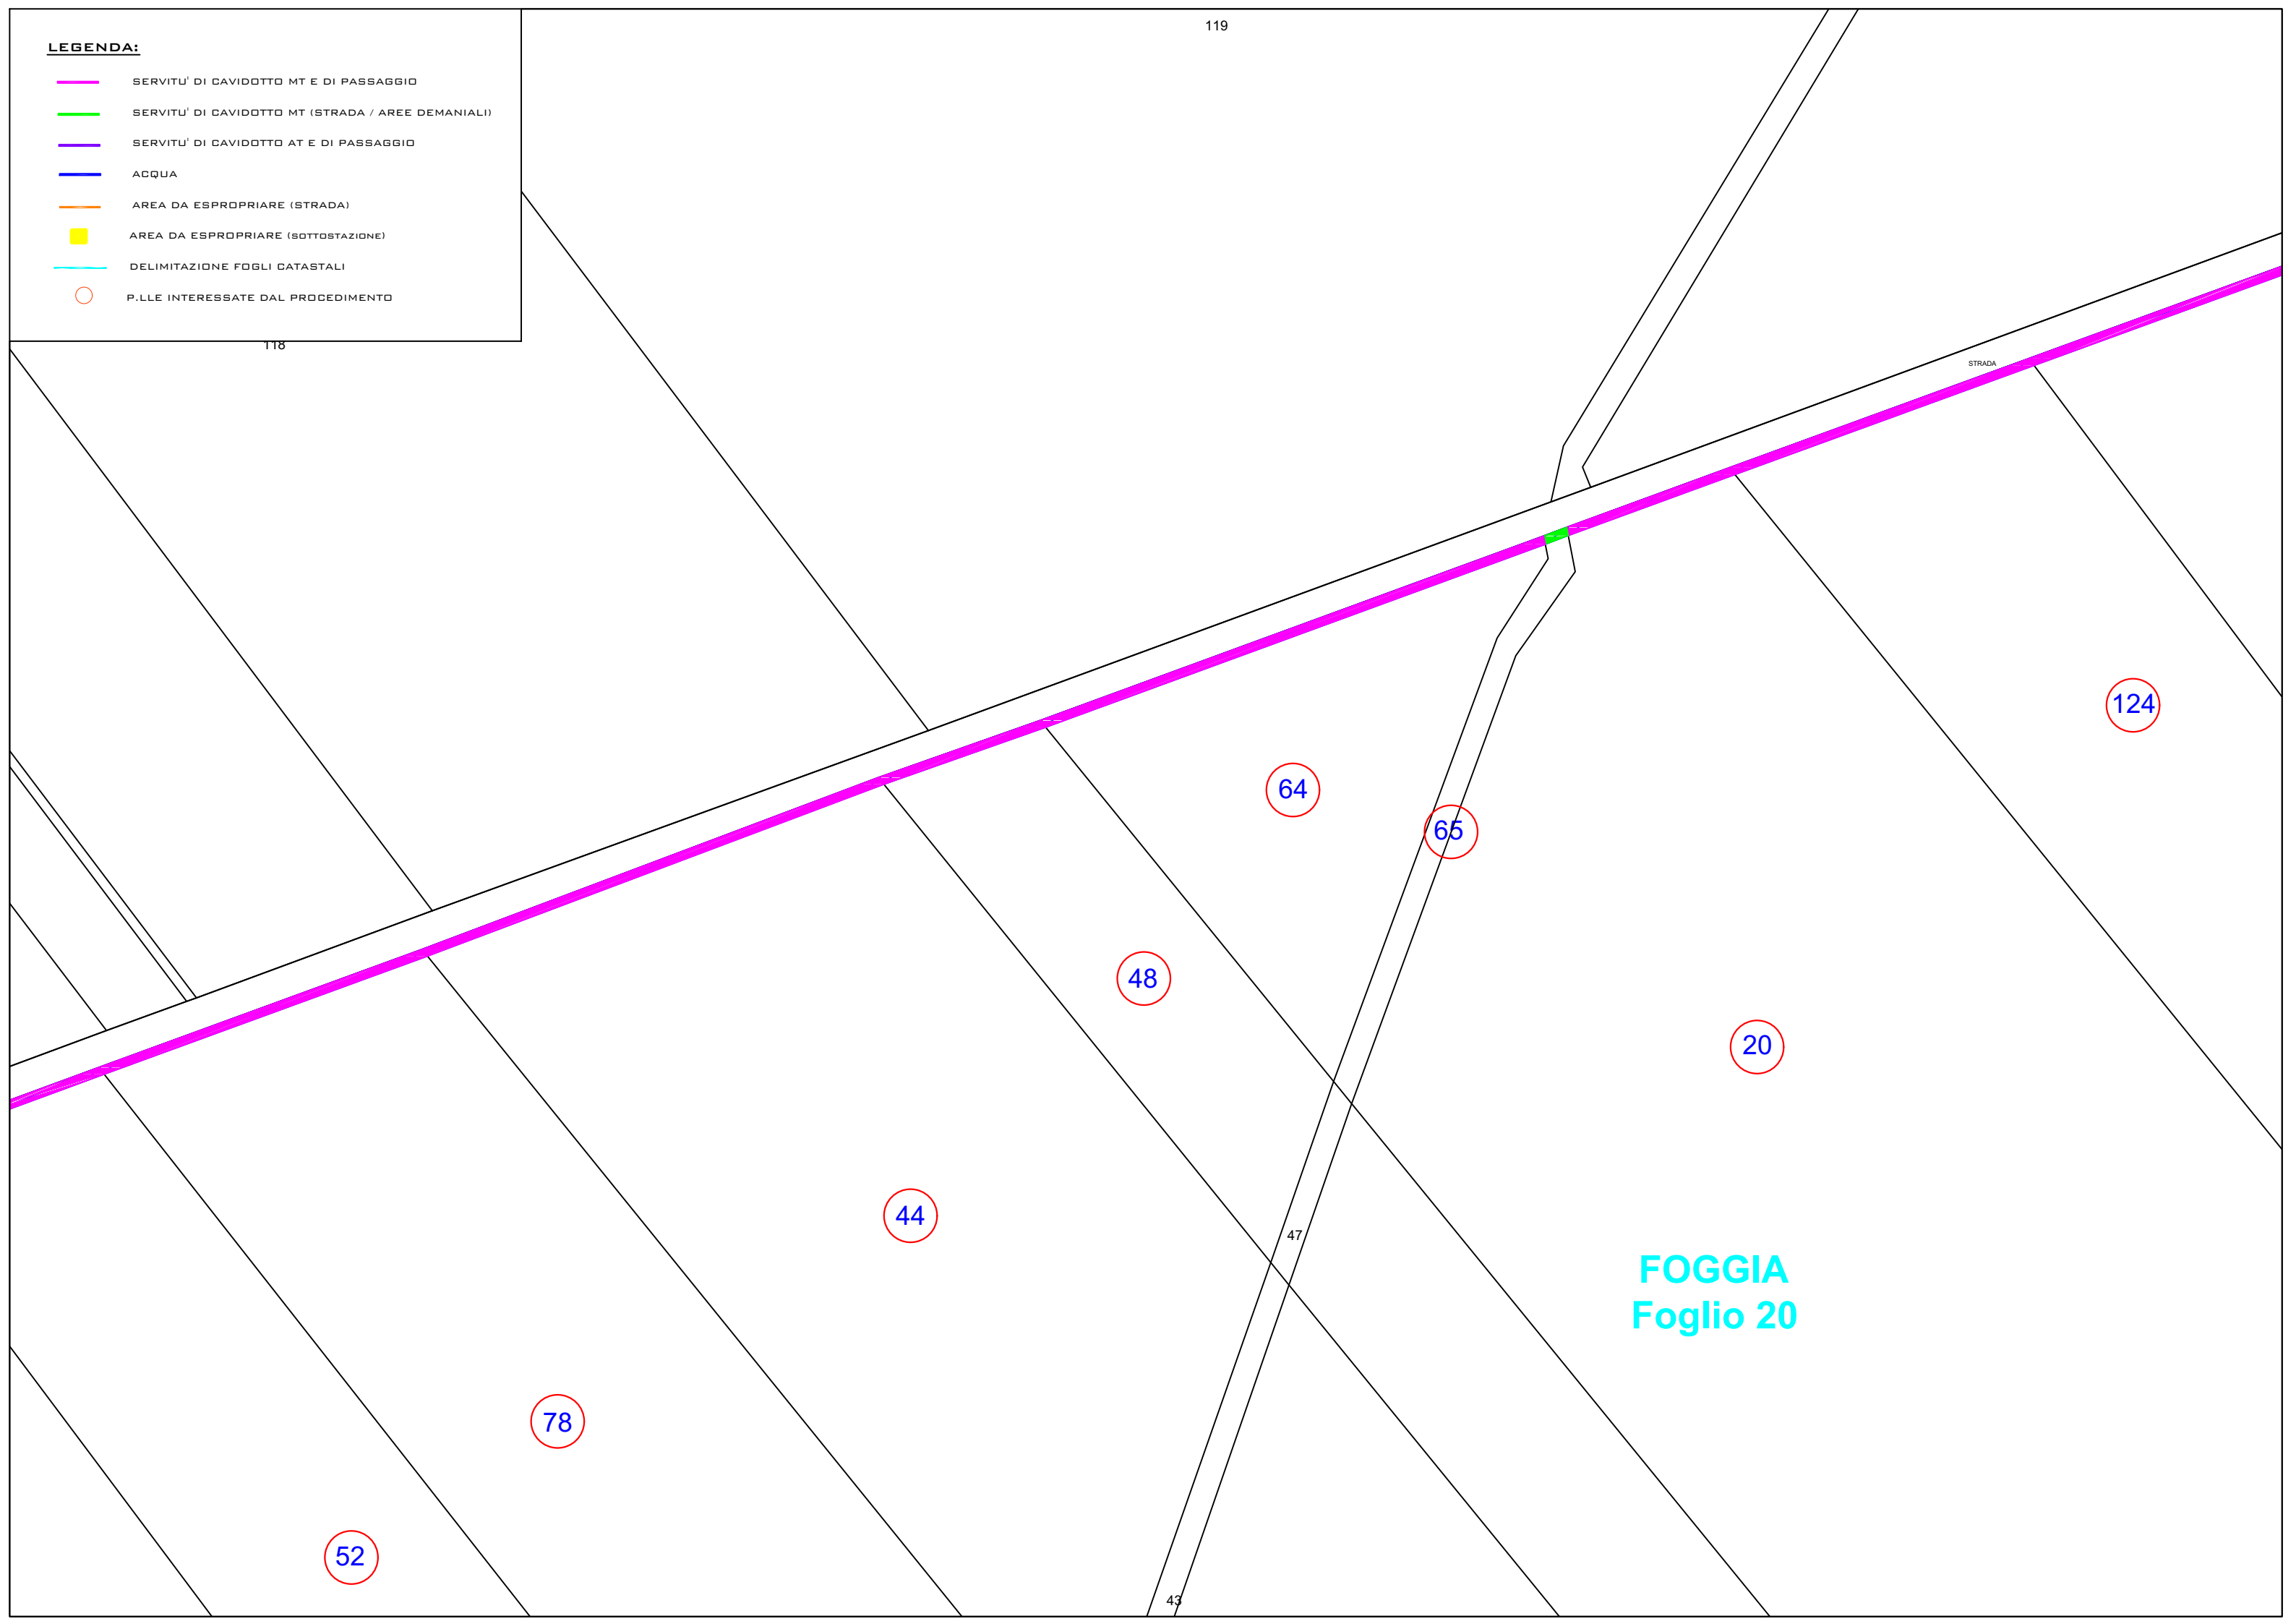 LEGENDA:
SERVITU' DI CAVIDOTTO MT E DI PASSAGGIO
SERVITU' DI CAVIDOTTO MT (STRADA / AREE DEMANIALI)
SERVITU' DI CAVIDOTTO AT E DI PASSAGGIO
ACQUA
AREA DA ESPROPRIARE (STRADA)
AREA DA ESPROPRIARE (SOTTOSTAZIONE)
DELIMITAZIONE FOGLI CATASTALI
P.LLE INTERESSATE DAL PROCEDIMENTO
119
118
STRADA
124
64
65
48
20
44
47
FOGGIA
Foglio 20
78
52
43